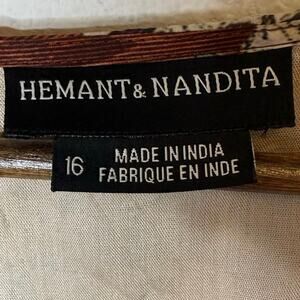 HEMANT & NANDITA
16
MADE IN INDIA
FABRIQUE EN INDE